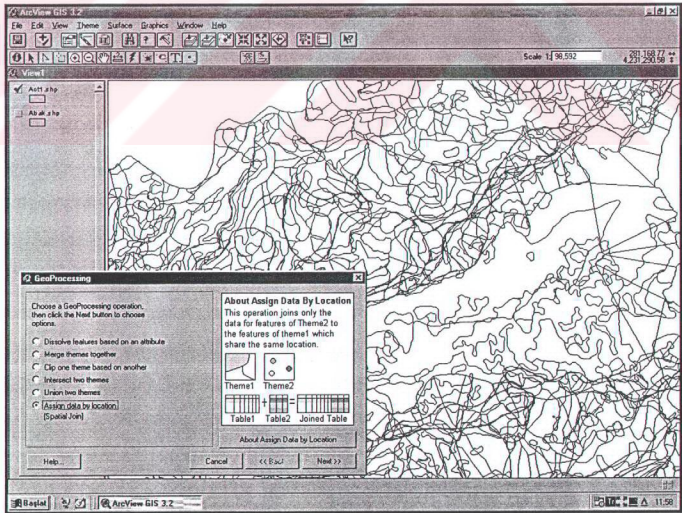 ArcView GIS 3.2
File Edit View Theme Surface Graphics Window Help
Scale 1: 98,592
281,168.77
4,231,290.58
View1
Aott.shp
Abak.shp
GeoProcessing
Choose a GeoProcessing operation,
then click the Next button to choose
options.
Dissolve features based on an attribute
Merge themes together
Clip one theme based on another
Intersect two themes
Union two themes
Assign data by location
(Spatial Join)
About Assign Data By Location
This operation joins only the
data for features of Theme2 to
the features of theme1 which
share the same location.
Theme1 Theme2
Table1 Table2 Joined Table
About Assign Data by Location
Help... Cancel << Back Next >>
Başlat ArcView GIS 3.2 11:58